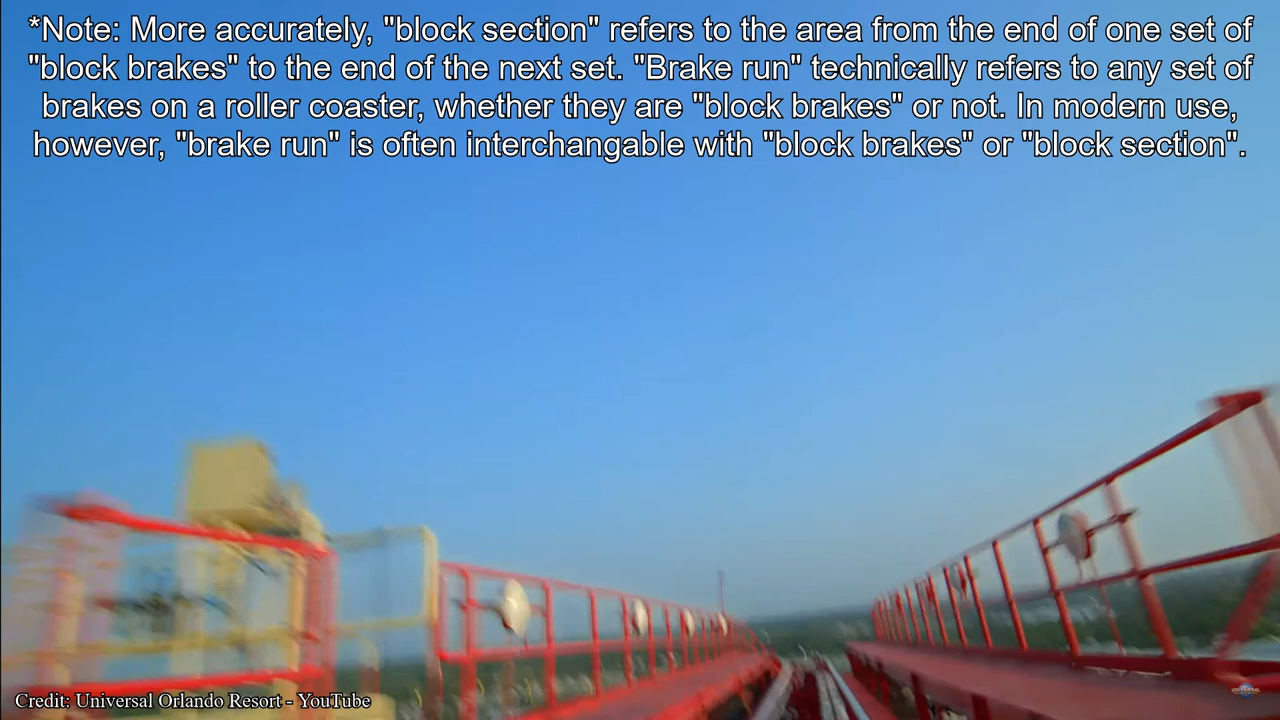 *Note: More accurately, "block section" refers to the area from the end of one set of
"block brakes" to the end of the next set. "Brake run" technically refers to any set of
brakes on a roller coaster, whether they are "block brakes" or not. In modern use,
however, "brake run" is often interchangable with "block brakes" or "block section".
Credit: Universal Orlando Resort - YouTube
UNIVERSAL